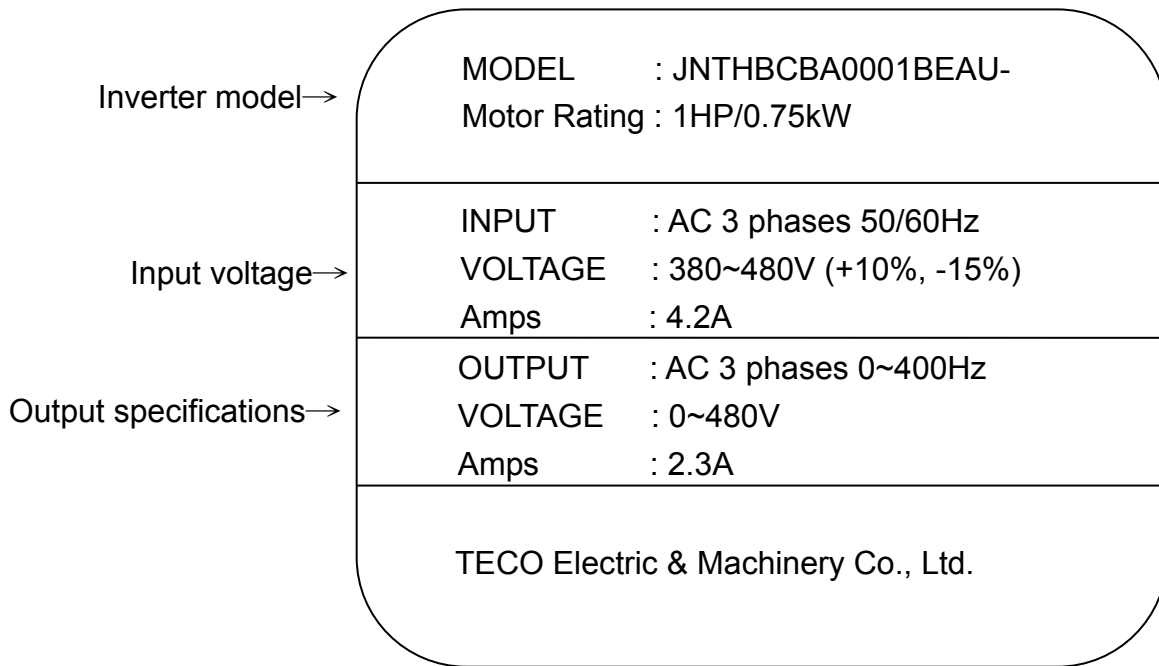 Inverter model→
MODEL : JNTHBCBA0001BEAU-
Motor Rating : 1HP/0.75kW
Input voltage→
INPUT : AC 3 phases 50/60Hz
VOLTAGE : 380~480V (+10%, -15%)
Amps : 4.2A
Output specifications→
OUTPUT : AC 3 phases 0~400Hz
VOLTAGE : 0~480V
Amps : 2.3A
TECO Electric & Machinery Co., Ltd.